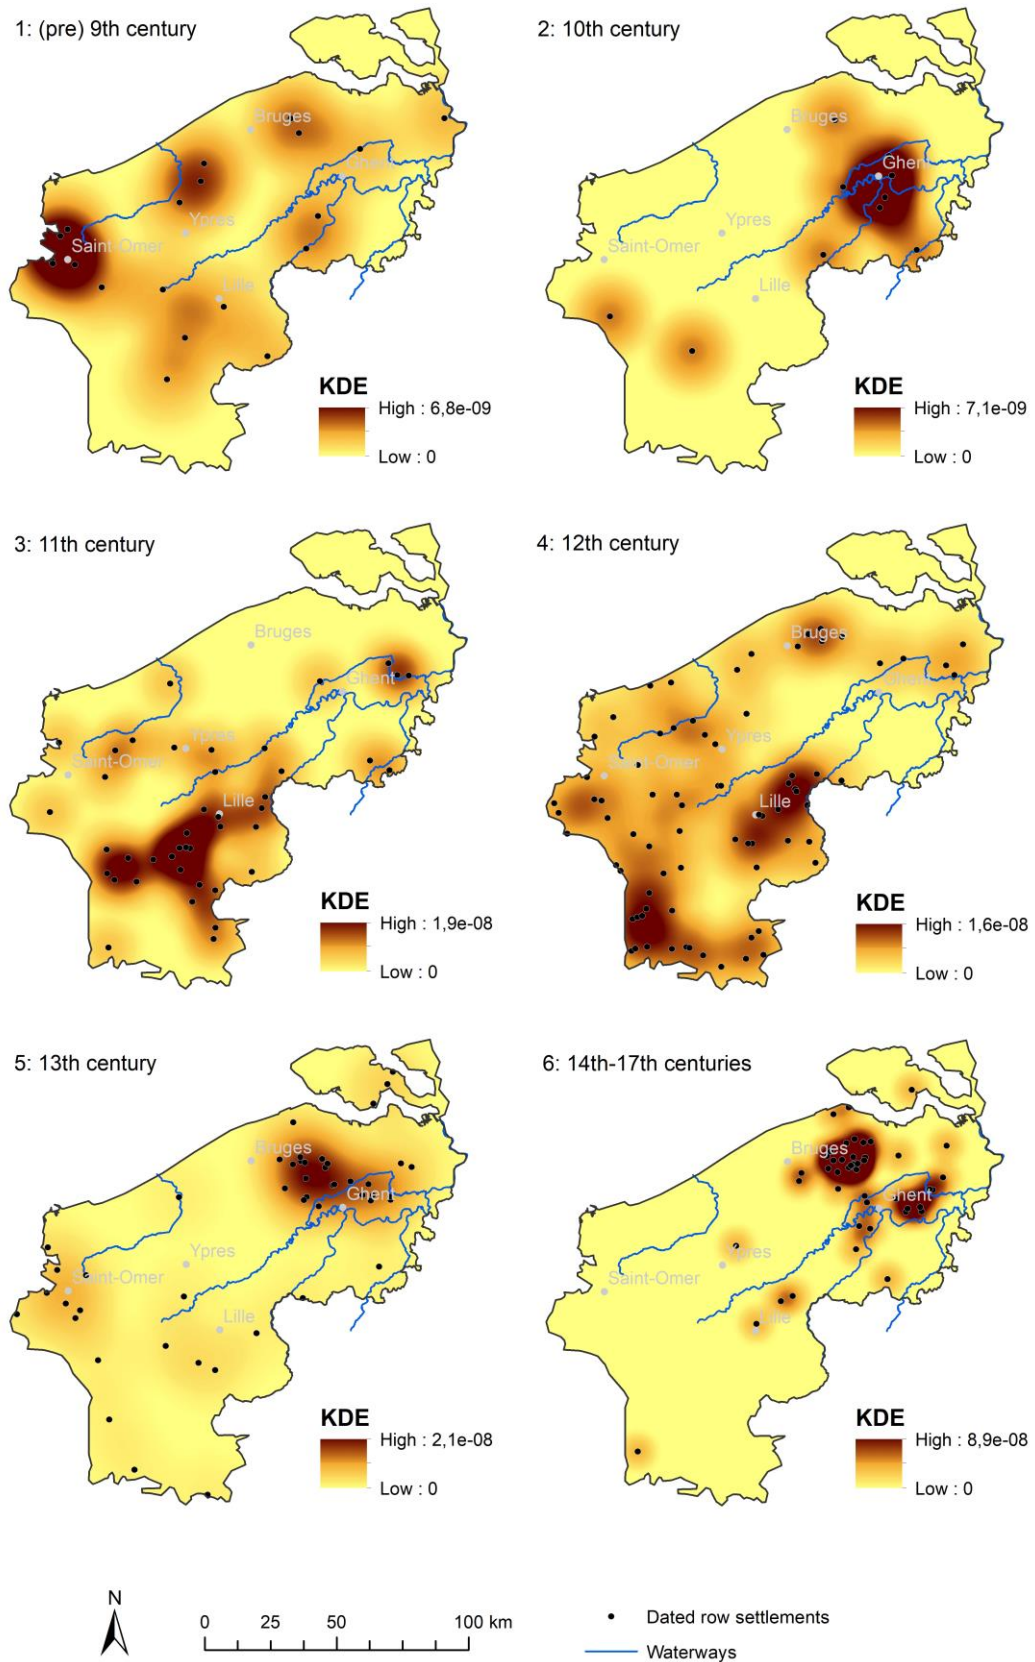 1: (pre) 9th century
Bruges
Ghent
Ypres
Saint-Omer
Lille
KDE
High : 6,8e-09
Low : 0
2: 10th century
Bruges
Ghent
Ypres
Saint-Omer
Lille
KDE
High : 7,1e-09
Low : 0
3: 11th century
Bruges
Ghent
Ypres
Saint-Omer
Lille
KDE
High : 1,9e-08
Low : 0
4: 12th century
Bruges
Ghent
Ypres
Saint-Omer
Lille
KDE
High : 1,6e-08
Low : 0
5: 13th century
Bruges
Ghent
Ypres
Saint-Omer
Lille
KDE
High : 2,1e-08
Low : 0
6: 14th-17th centuries
Bruges
Ghent
Ypres
Saint-Omer
Lille
KDE
High : 8,9e-08
Low : 0
N
0 25 50 100 km
Dated row settlements
Waterways